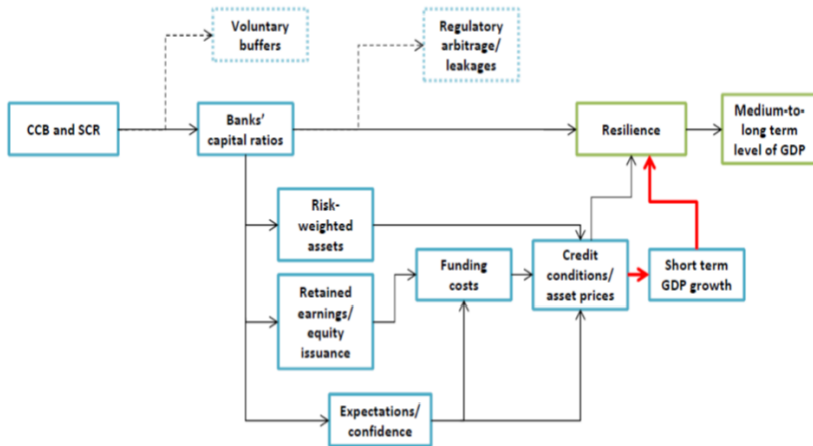 Voluntary
buffers
Regulatory
arbitrage/
leakages
CCB and SCR
Banks'
capital ratios
Resilience
Medium-to-
long term
level of GDP
Risk-
weighted
assets
Retained
earnings/
equity
issuance
Funding
costs
Credit
conditions/
asset prices
Short term
GDP growth
Expectations/
confidence